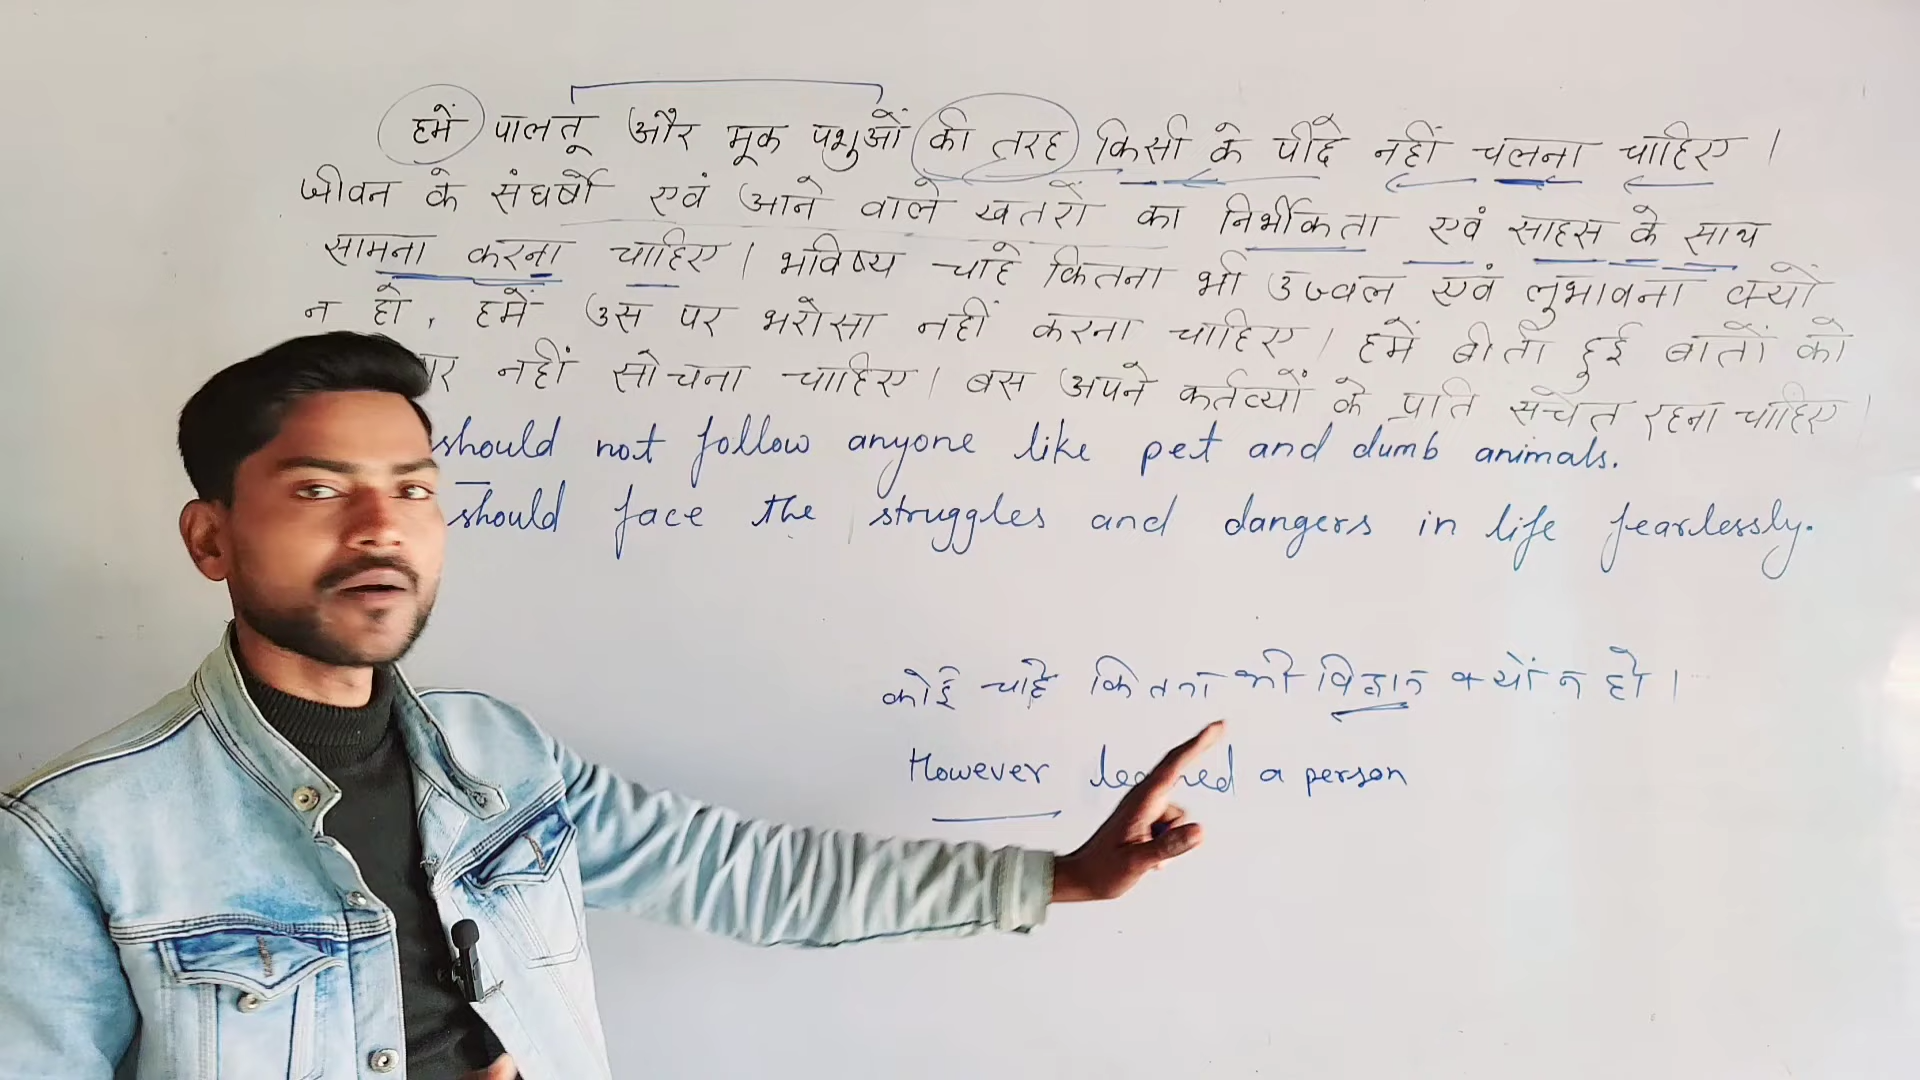 हमें पालतू और मूक पशुओं की तरह किसी के पीछे नहीं चलना चाहिए।
जीवन के संघर्षों एवं आने वाले खतरों का निर्भीकता एवं साहस के साथ
सामना करना चाहिए। भविष्य चाहे कितना भी उज्वल एवं लुभावना क्यों
न हो, हमें उस पर भरोसा नहीं करना चाहिए। हमें बीती हुई बातों को
नहीं सोचना चाहिए। बस अपने कर्तव्यों के प्रति सचेत रहना चाहिए।
should not follow anyone like pet and dumb animals.
should face the struggles and dangers in life fearlessly.
कोई चाहे कितना भी विद्वान क्यों न हो।
However learned a person